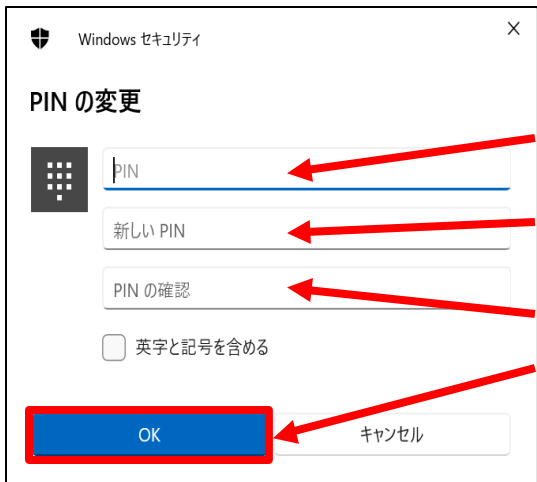 Windows セキュリティ
PIN の変更
PIN
新しい PIN
PIN の確認
英字と記号を含める
OK
キャンセル